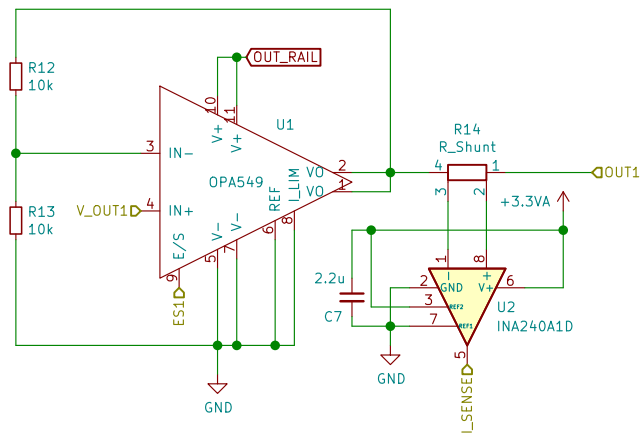 OUT_RAIL
R12
10k
10
11
V+
V+
U1
3
IN-
2
VO
OPA549
VO
1
I_LIM
REF
V_OUT1
4
IN+
R13
10k
E/S
V-
V-
9
5
7
6
8
ES1
GND
R14
R_Shunt
4
1
3
2
OUT1
+3.3VA
2.2u
C7
1
8
-
+
2
GND
V+
6
3
REF2
U2
7
REF1
INA240A1D
5
GND
I_SENSE